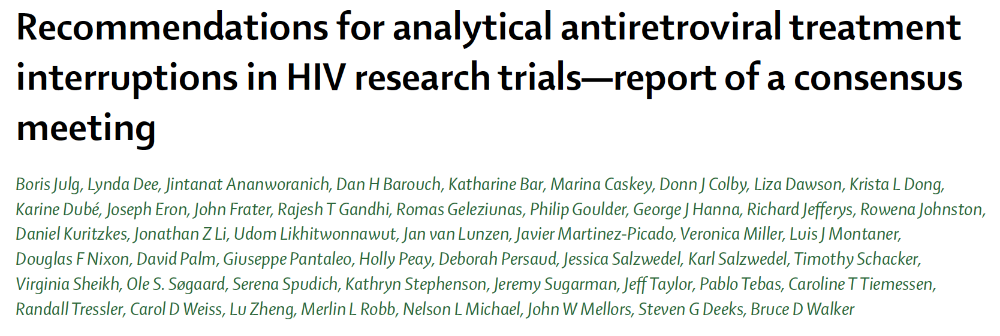 Recommendations for analytical antiretroviral treatment
interruptions in HIV research trials—report of a consensus
meeting
Boris Julg, Lynda Dee, Jintanat Ananworanich, Dan H Barouch, Katharine Bar, Marina Caskey, Donn J Colby, Liza Dawson, Krista L Dong,
Karine Dubé, Joseph Eron, John Frater, Rajesh T Gandhi, Romas Geleziunas, Philip Goulder, George J Hanna, Richard Jefferys, Rowena Johnston,
Daniel Kuritzkes, Jonathan Z Li, Udom Likhitwonnawut, Jan van Lunzen, Javier Martinez-Picado, Veronica Miller, Luis J Montaner,
Douglas F Nixon, David Palm, Giuseppe Pantaleo, Holly Peay, Deborah Persaud, Jessica Salzwedel, Karl Salzwedel, Timothy Schacker,
Virginia Sheikh, Ole S. Søgaard, Serena Spudich, Kathryn Stephenson, Jeremy Sugarman, Jeff Taylor, Pablo Tebas, Caroline T Tiemessen,
Randall Tressler, Carol D Weiss, Lu Zheng, Merlin L Robb, Nelson L Michael, John W Mellors, Steven G Deeks, Bruce D Walker